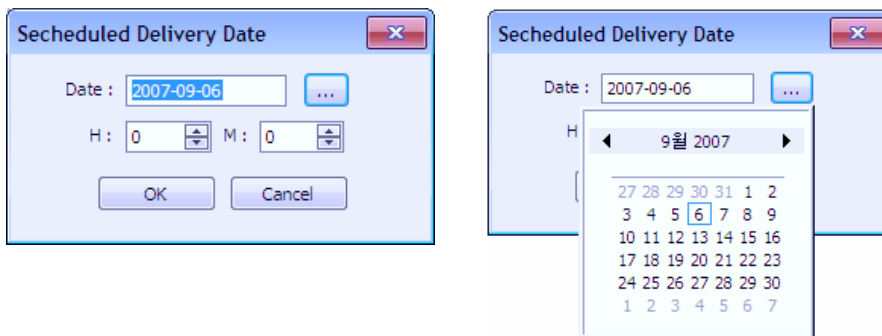 Secheduled Delivery Date
Date : 2007-09-06 ...
H : 0 M : 0
OK Cancel
Secheduled Delivery Date
Date : 2007-09-06 ...
H
9월 2007
27 28 29 30 31 1 2
3 4 5 6 7 8 9
10 11 12 13 14 15 16
17 18 19 20 21 22 23
24 25 26 27 28 29 30
1 2 3 4 5 6 7